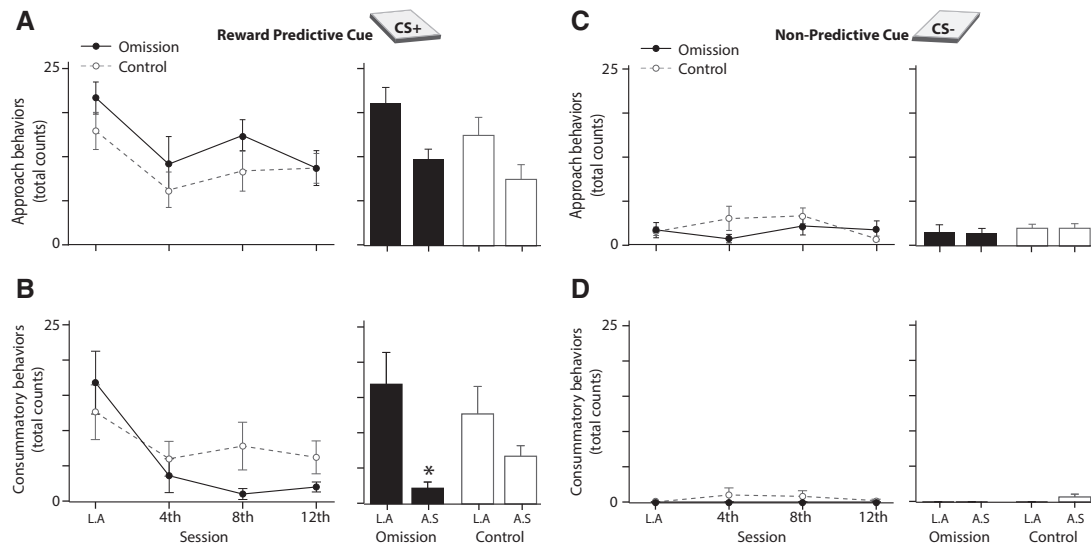 A
Reward Predictive Cue
CS+
Omission
Control
25
0
Approach behaviors
(total counts)
C
Non-Predictive Cue
CS-
Omission
Control
25
0
Approach behaviors
(total counts)
B
25
0
Consummatory behaviors
(total counts)
L.A 4th 8th 12th
Session
*
L.A A.S L.A A.S
Omission Control
D
25
0
Consummatory behaviors
(total counts)
L.A 4th 8th 12th
Session
L.A A.S L.A A.S
Omission Control